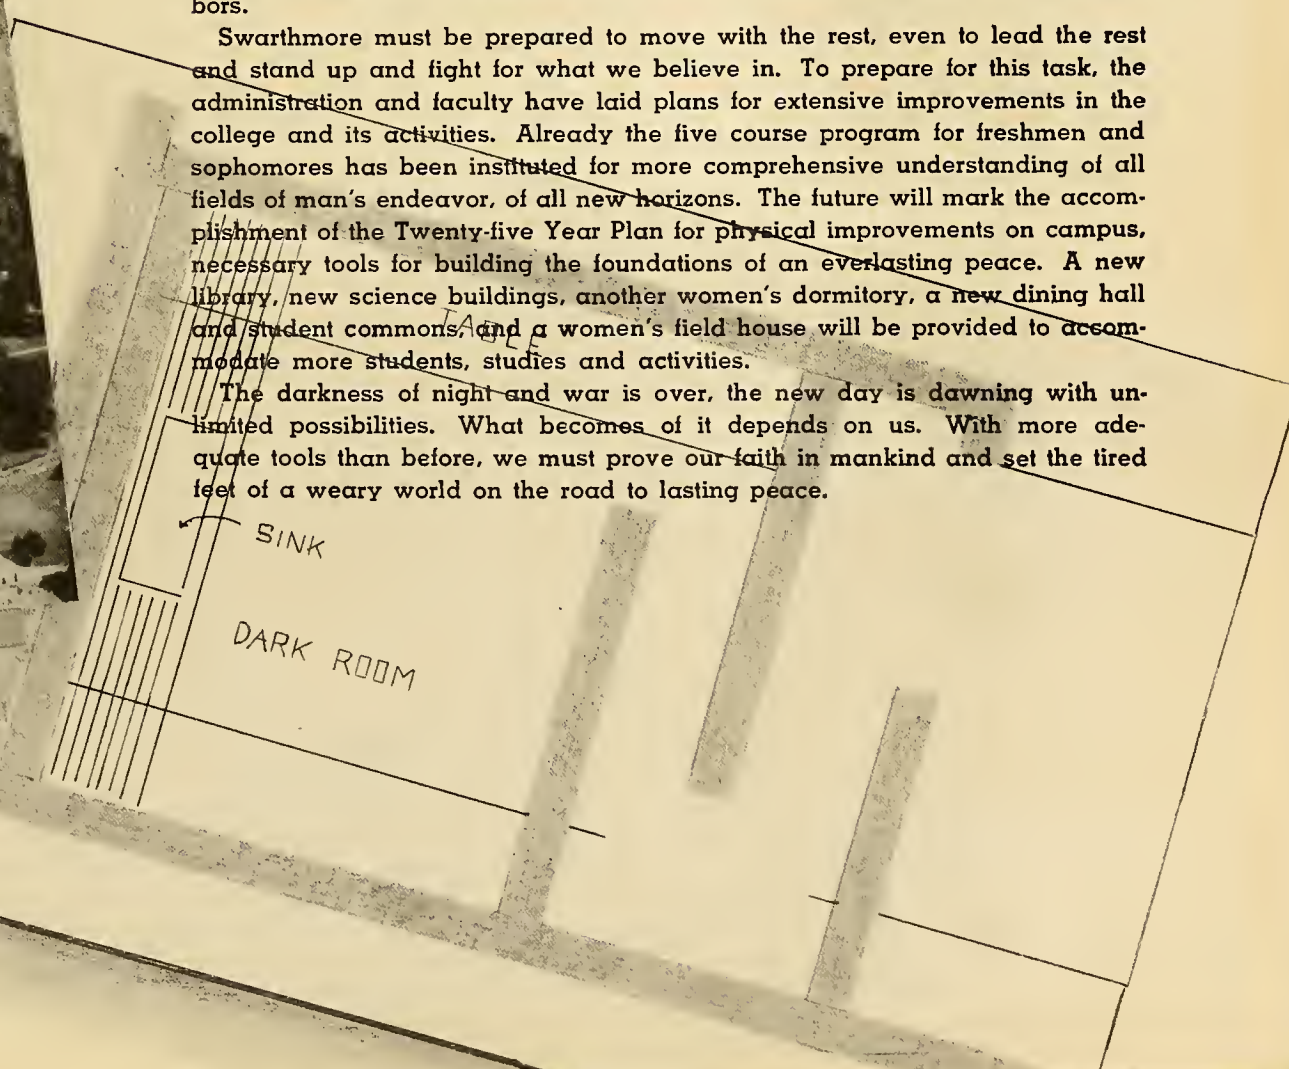 bors.
Swarthmore must be prepared to move with the rest, even to lead the rest
and stand up and fight for what we believe in. To prepare for this task, the
administration and faculty have laid plans for extensive improvements in the
college and its activities. Already the five course program for freshmen and
sophomores has been instituted for more comprehensive understanding of all
fields of man's endeavor, of all new horizons. The future will mark the accom-
plishment of the Twenty-five Year Plan for physical improvements on campus,
necessary tools for building the foundations of an everlasting peace. A new
library, new science buildings, another women's dormitory, a new dining hall
and student commons, and a women's field house will be provided to accom-
modate more students, studies and activities.
The darkness of night and war is over, the new day is dawning with un-
limited possibilities. What becomes of it depends on us. With more ade-
quate tools than before, we must prove our faith in mankind and set the tired
feet of a weary world on the road to lasting peace.
TABLE
SINK
DARK ROOM